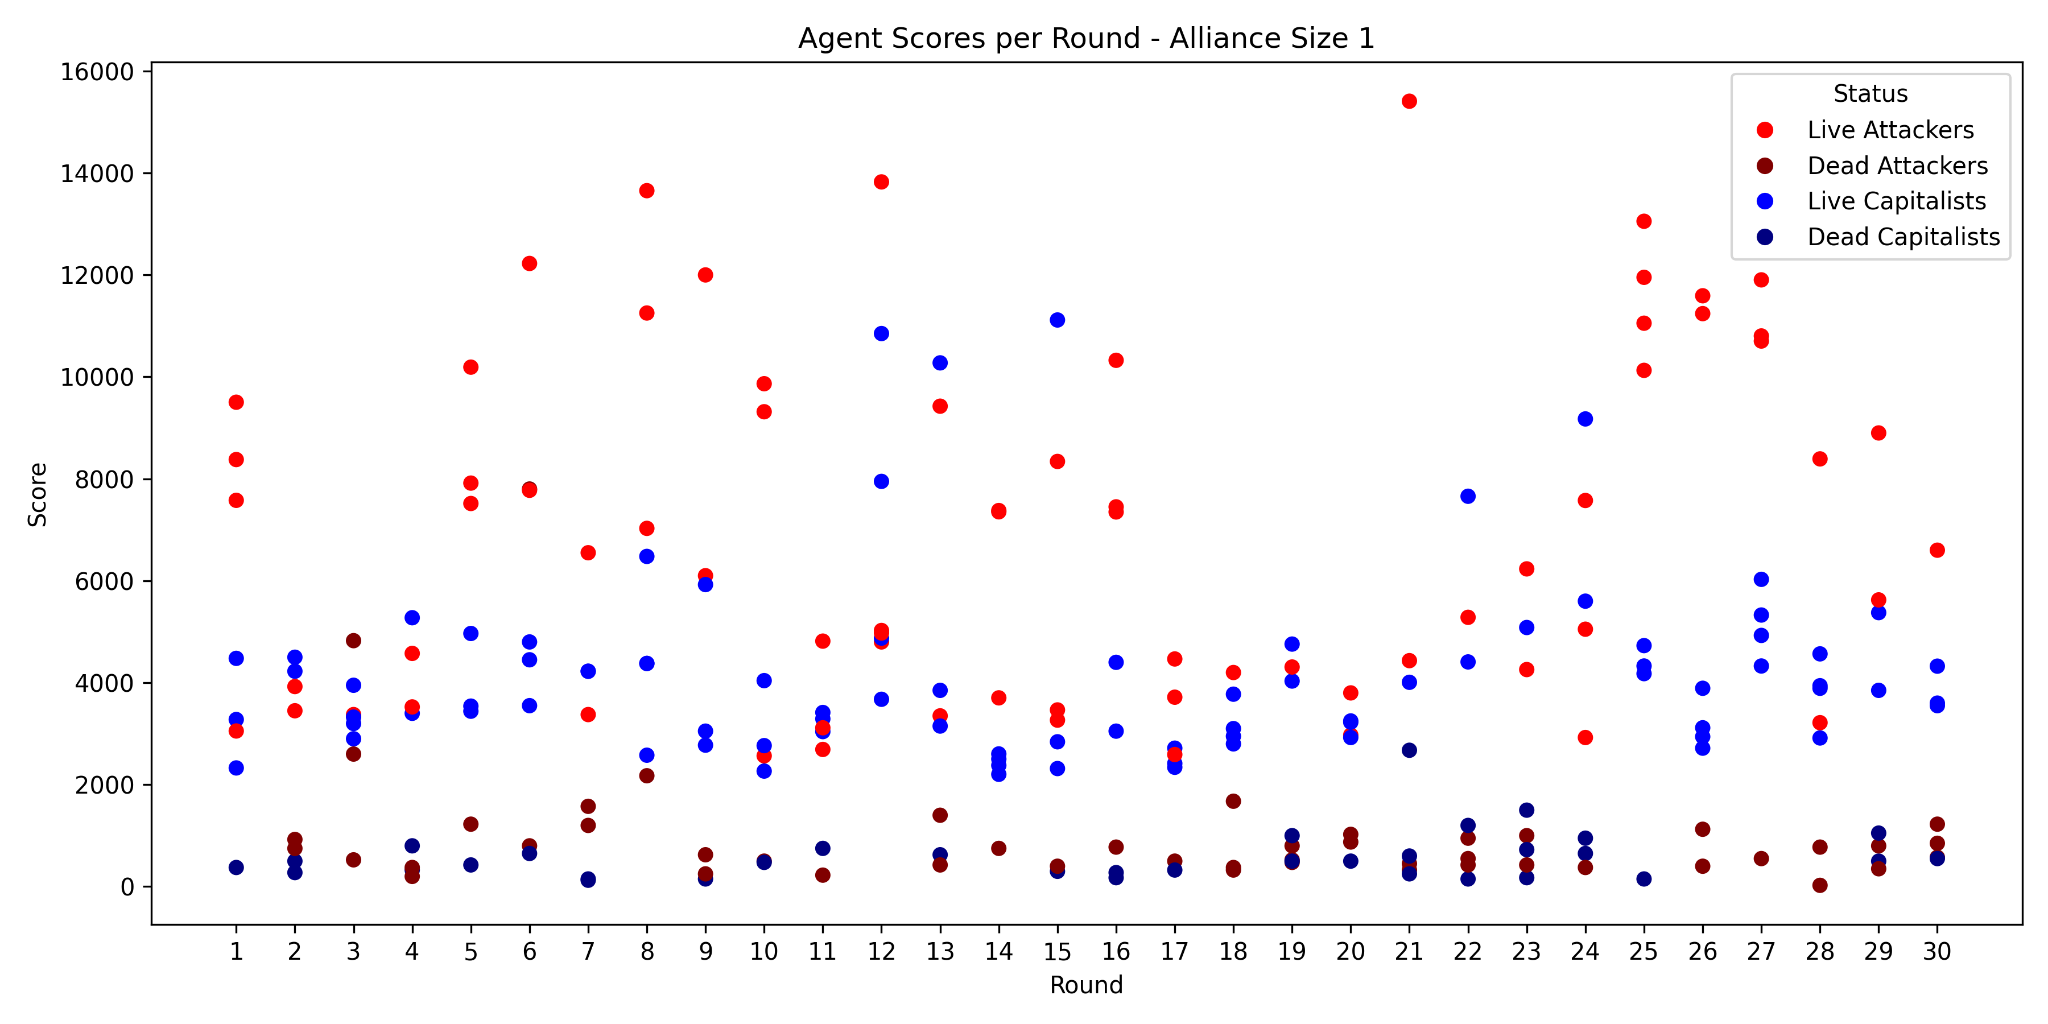 Agent Scores per Round - Alliance Size 1
16000
14000
12000
10000
8000
6000
4000
2000
0
Score
Status
Live Attackers
Dead Attackers
Live Capitalists
Dead Capitalists
1 2 3 4 5 6 7 8 9 10 11 12 13 14 15 16 17 18 19 20 21 22 23 24 25 26 27 28 29 30
Round